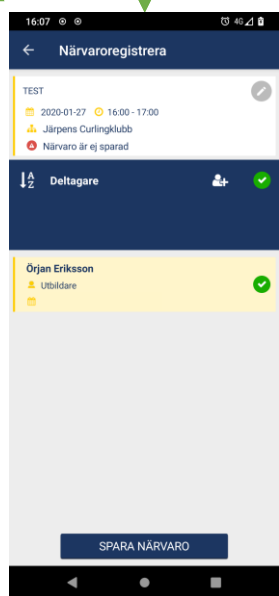 16:07 4G
Närvaroregistrera
TEST
2020-01-27 16:00 - 17:00
Järpens Curlingklubb
Närvaro är ej sparad
A
Z Deltagare
Örjan Eriksson
Utbildare
SPARA NÄRVARO